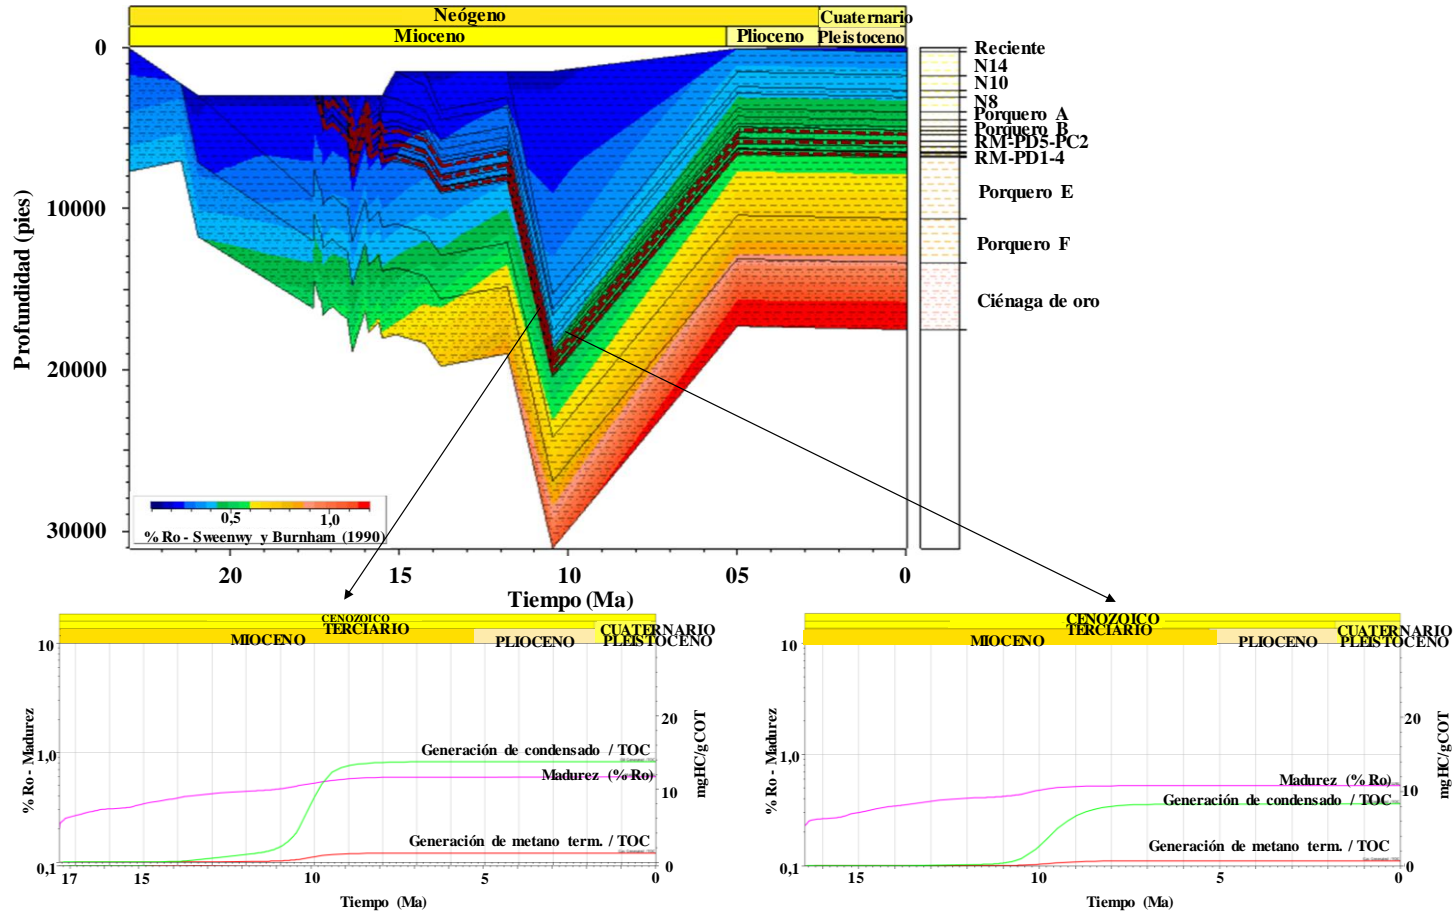 Neógeno
Cuaternario
Mioceno
Plioceno
Pleistoceno
0
10000
20000
30000
Profundidad (pies)
Reciente
N14
N10
N8
Porquero A
Porquero B
RM-PD5-PC2
RM-PD1-4
Porquero E
Porquero F
Ciénaga de oro
0,5
1,0
% Ro - Sweenwy y Burnham (1990)
20
15
10
05
0
Tiempo (Ma)
CENOZOICO
TERCIARIO
CUATERNARIO
MIOCENO
PLIOCENO
PLEISTOCENO
10
1,0
0,1
% Ro - Madurez
20
10
0
mgHC/gCOT
Generación de condensado / TOC
Madurez (% Ro)
Generación de metano term. / TOC
17
15
10
5
0
Tiempo (Ma)
CENOZOICO
TERCIARIO
CUATERNARIO
MIOCENO
PLIOCENO
PLEISTOCENO
10
1,0
0,1
% Ro - Madurez
20
10
0
mgHC/gCOT
Madurez (% Ro)
Generación de condensado / TOC
Generación de metano term. / TOC
15
10
5
0
Tiempo (Ma)